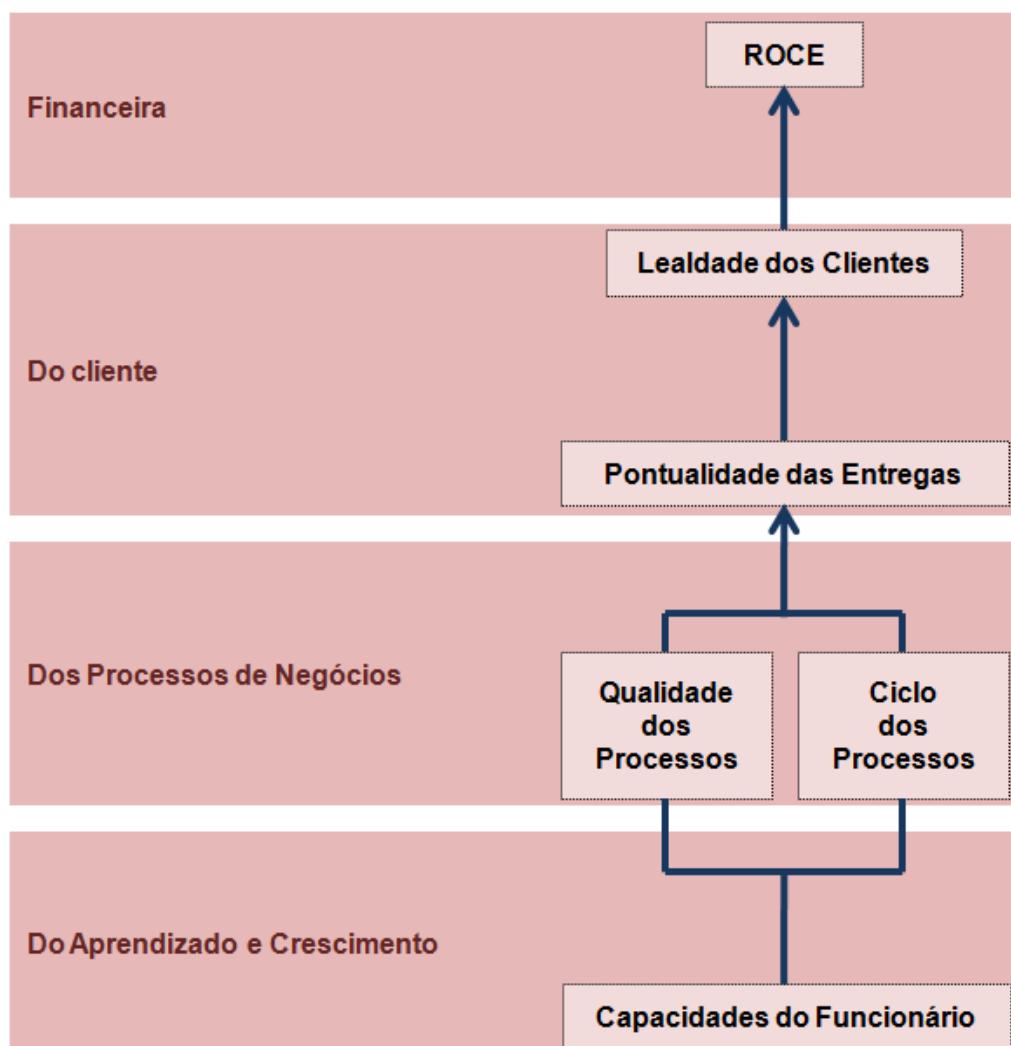 ROCE
Financeira
Lealdade dos Clientes
Do cliente
Pontualidade das Entregas
Dos Processos de Negócios
Qualidade
dos
Processos
Ciclo
dos
Processos
Do Aprendizado e Crescimento
Capacidades do Funcionário